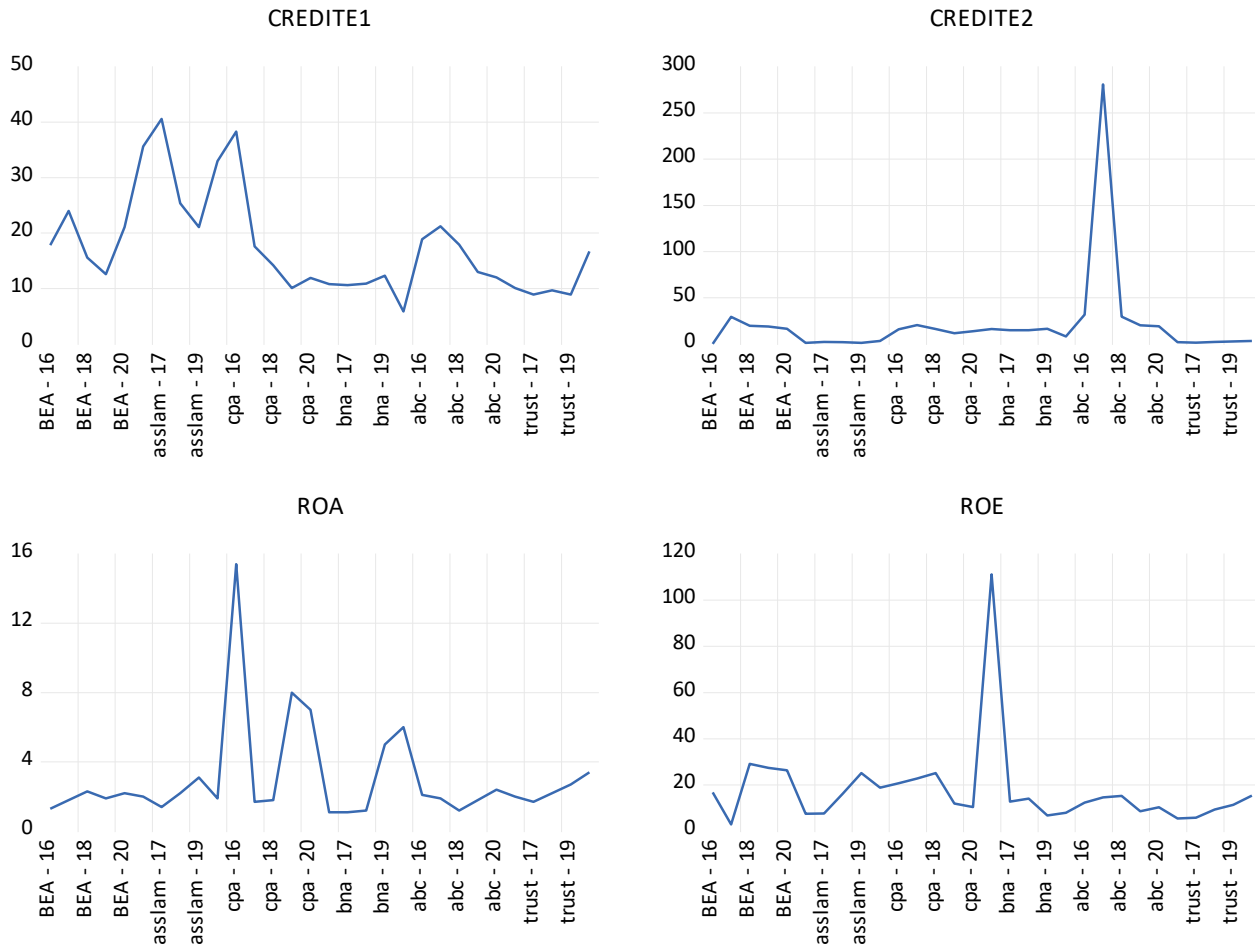 CREDITE1
50
40
30
20
10
0
BEA - 16
BEA - 18
BEA - 20
asslam - 17
asslam - 19
cpa - 16
cpa - 18
cpa - 20
bna - 17
bna - 19
abc - 16
abc - 18
abc - 20
trust - 17
trust - 19
CREDITE2
300
250
200
150
100
50
0
BEA - 16
BEA - 18
BEA - 20
asslam - 17
asslam - 19
cpa - 16
cpa - 18
cpa - 20
bna - 17
bna - 19
abc - 16
abc - 18
abc - 20
trust - 17
trust - 19
ROA
16
12
8
4
0
BEA - 16
BEA - 18
BEA - 20
asslam - 17
asslam - 19
cpa - 16
cpa - 18
cpa - 20
bna - 17
bna - 19
abc - 16
abc - 18
abc - 20
trust - 17
trust - 19
ROE
120
100
80
60
40
20
0
BEA - 16
BEA - 18
BEA - 20
asslam - 17
asslam - 19
cpa - 16
cpa - 18
cpa - 20
bna - 17
bna - 19
abc - 16
abc - 18
abc - 20
trust - 17
trust - 19